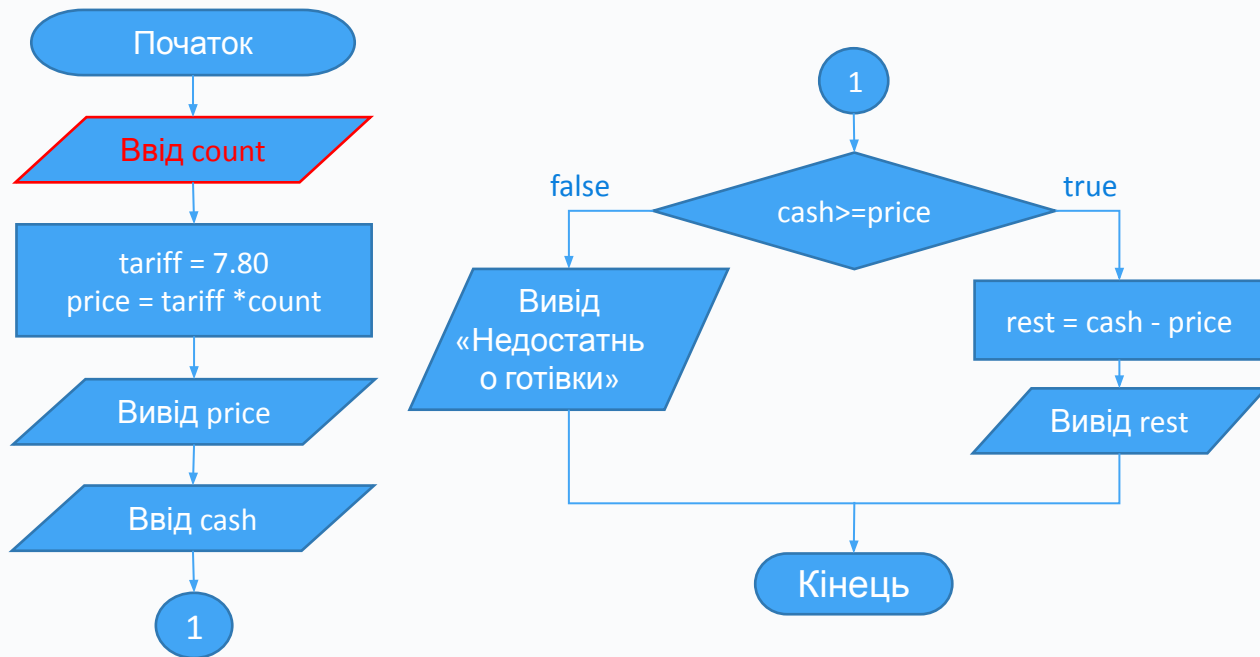 Початок
Ввід count
tariff = 7.80
price = tariff *count
Вивід price
Ввід cash
1
1
cash>=price
false
true
Вивід
«Недостатнь
о готівки»
rest = cash - price
Вивід rest
Кінець